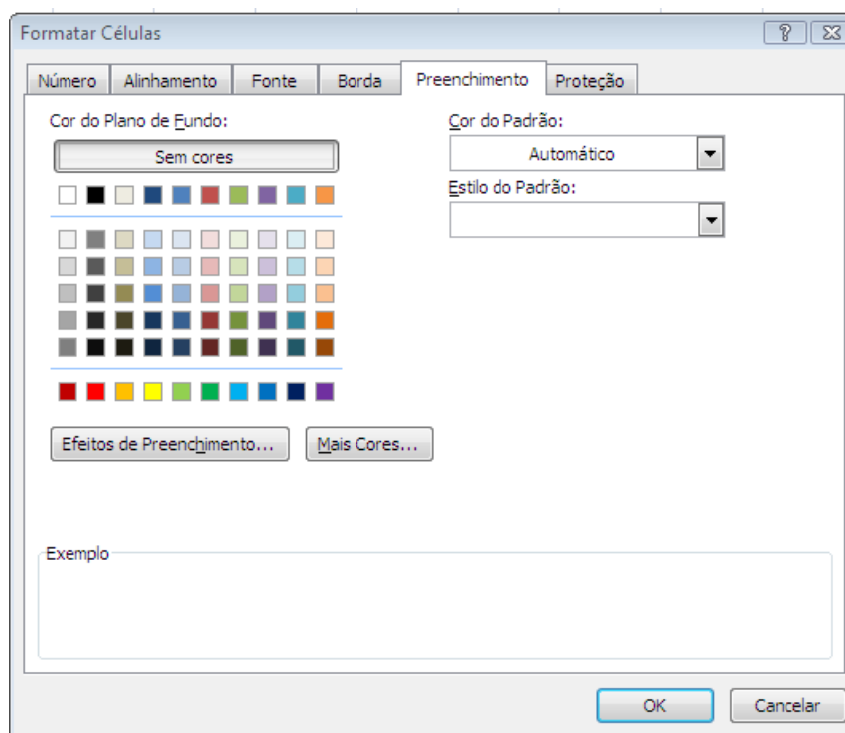 Formatar Células
Número Alinhamento Fonte Borda Preenchimento Proteção
Cor do Plano de Fundo:
Sem cores
Cor do Padrão:
Automático
Estilo do Padrão:
Efeitos de Preenchimento...
Mais Cores...
Exemplo
OK
Cancelar